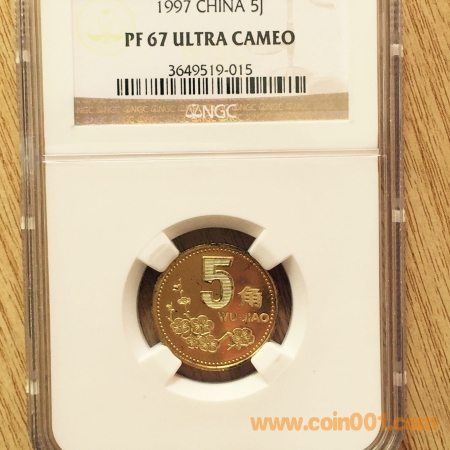 1997 CHINA 5J
PF 67 ULTRA CAMEO
3649519-015
NGC
5角
WU JIAO
www.coin001.com